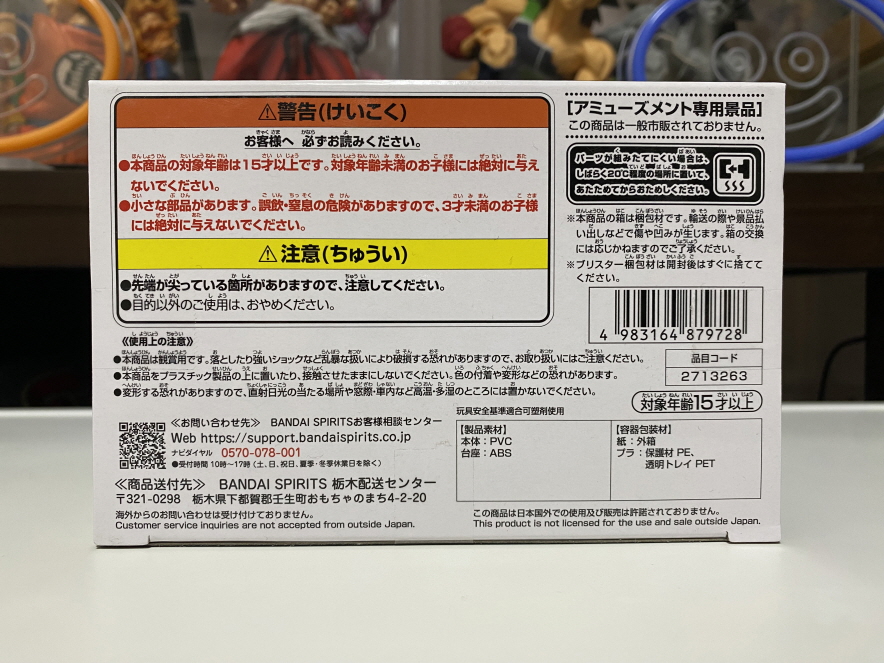 ⚠警告(けいこく)
お客様へ 必ずお読みください。
●本商品の対象年齢は15才以上です。対象年齢未満のお子様には絶対に与え
ないでください。
●小さな部品があります。誤飲・窒息の危険がありますので、3才未満のお子様
には絶対に与えないでください。
⚠注意(ちゅうい)
●先端が尖っている箇所がありますので、注意してください。
●目的以外のご使用は、おやめください。
[アミューズメント専用景品]
この商品は一般市販されておりません。
パーツが組みたてにくい場合は、
しばらく20℃程度の場所に置いて、
あたためてからおためしください。
※本商品の箱は梱包材です。輸送の際や景品払
い出しなどで傷や凹みが生じます。箱の交換
には応じかねますのでご了承ください。
※ブリスター梱包材は開封後はすぐに捨てて
ください。
4 983164 879728
品目コード
2713263
対象年齢15才以上
《使用上の注意》
●本商品は観賞用です。落としたり強いショックなど乱暴な扱いにより破損する恐れがありますので、お取り扱いにはご注意ください。
●本商品をプラスチック製品の上に置いたり、接触させたままにしないでください。色の付着や変形などの恐れがあります。
●変形する恐れがありますので、直射日光の当たる場所や窓際・車内など高温・多湿のところには置かないでください。
≪お問い合わせ先≫ BANDAI SPIRITSお客様相談センター
Web https://support.bandaispirits.co.jp
ナビダイヤル 0570-078-001
●受付時間 10時～17時 (土、日、祝日、夏季・冬季休業日を除く)
≪商品送付先≫ BANDAI SPIRITS 栃木配送センター
〒321-0298 栃木県下都賀郡壬生町おもちゃのまち4-2-20
海外からのお問い合わせは受け付けておりません。
Customer service inquiries are not accepted from outside Japan.
玩具安全基準適合可塑剤使用
【製品素材】
本体:PVC
台座:ABS
【容器包装材】
紙:外箱
プラ:保護材 PE、
透明トレイ PET
この商品は日本国外での使用及び販売は許諾されておりません。
This product is not licensed for the use and sale outside Japan.